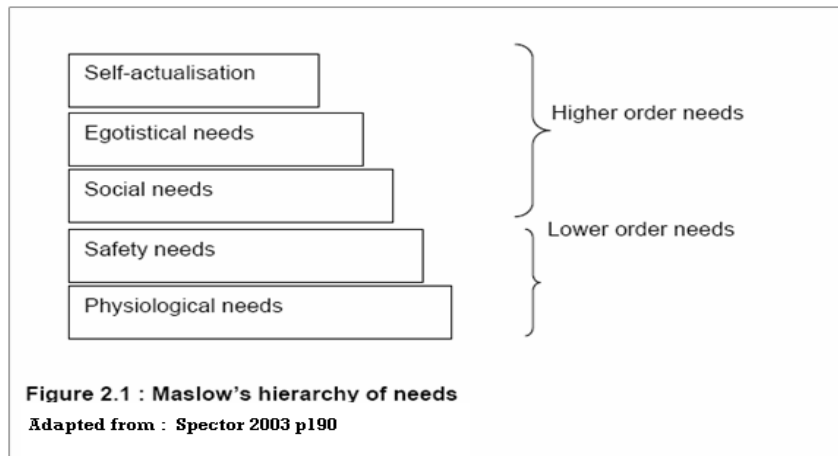 Self-actualisation
Egotistical needs
Higher order needs
Social needs
Safety needs
Lower order needs
Physiological needs
Figure 2.1 : Maslow's hierarchy of needs
Adapted from : Spector 2003 p190